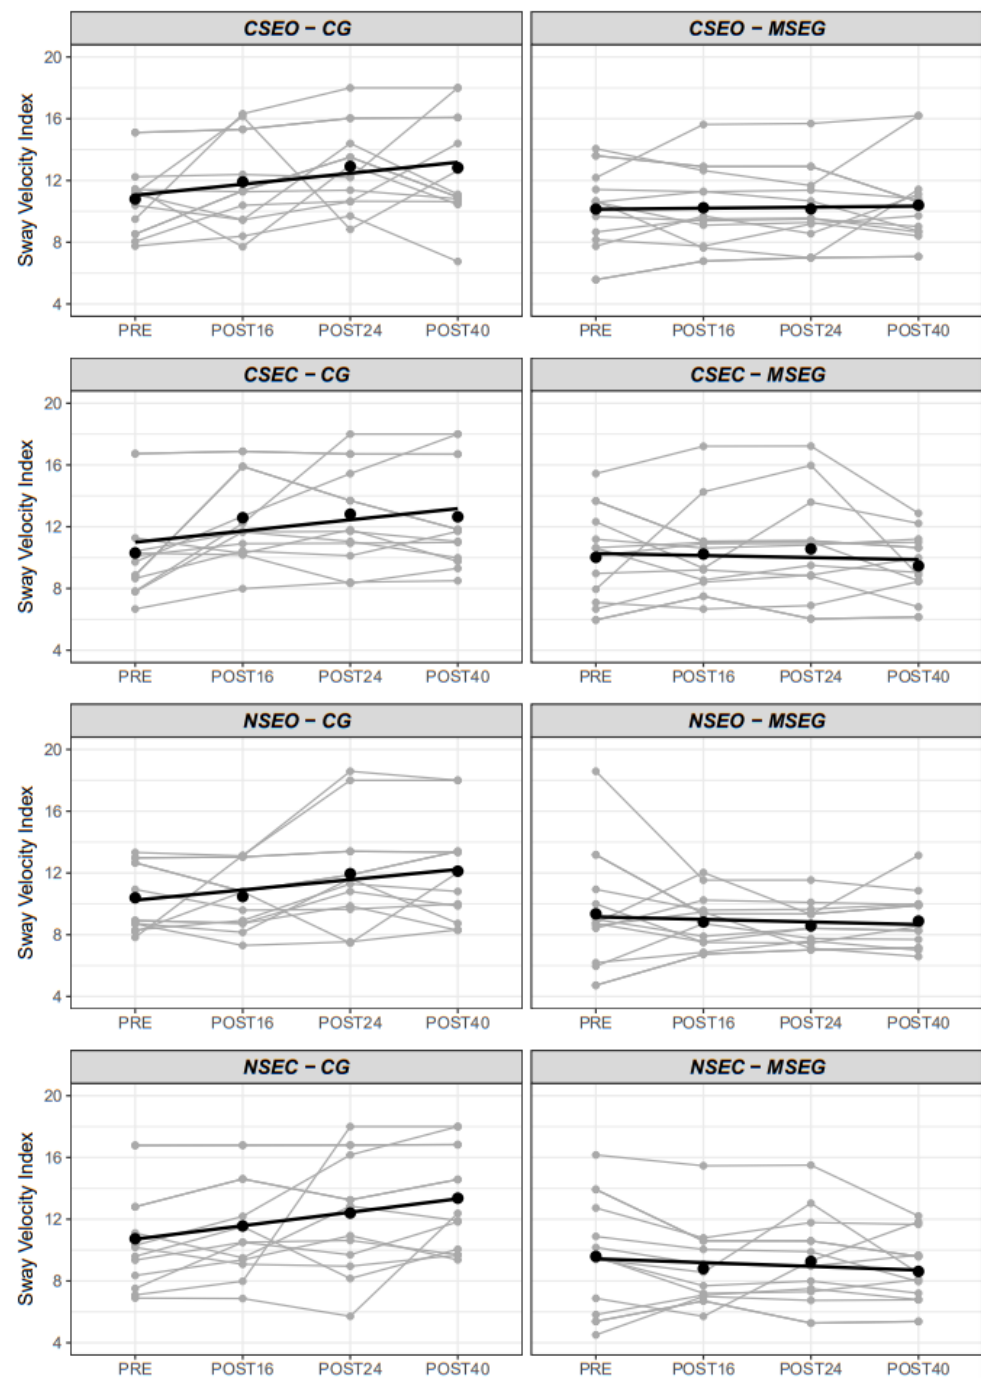 CSEO – CG
CSEO – MSEG
Sway Velocity Index
20
16
12
8
4
PRE POST16 POST24 POST40
PRE POST16 POST24 POST40
CSEC – CG
CSEC – MSEG
Sway Velocity Index
20
16
12
8
4
PRE POST16 POST24 POST40
PRE POST16 POST24 POST40
NSEO – CG
NSEO – MSEG
Sway Velocity Index
20
16
12
8
4
PRE POST16 POST24 POST40
PRE POST16 POST24 POST40
NSEC – CG
NSEC – MSEG
Sway Velocity Index
20
16
12
8
4
PRE POST16 POST24 POST40
PRE POST16 POST24 POST40